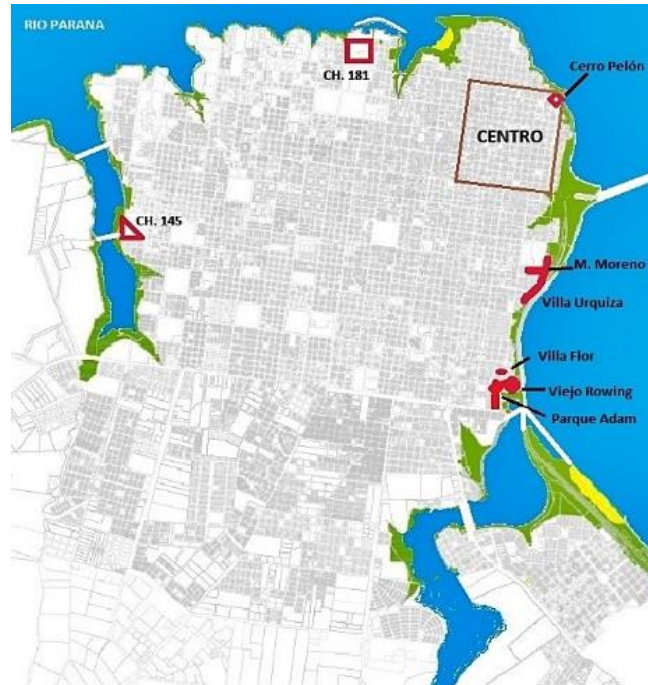 RIO PARANA
Cerro Pelón
CH. 181
CENTRO
CH. 145
M. Moreno
Villa Urquiza
Villa Flor
Viejo Rowing
Parque Adam